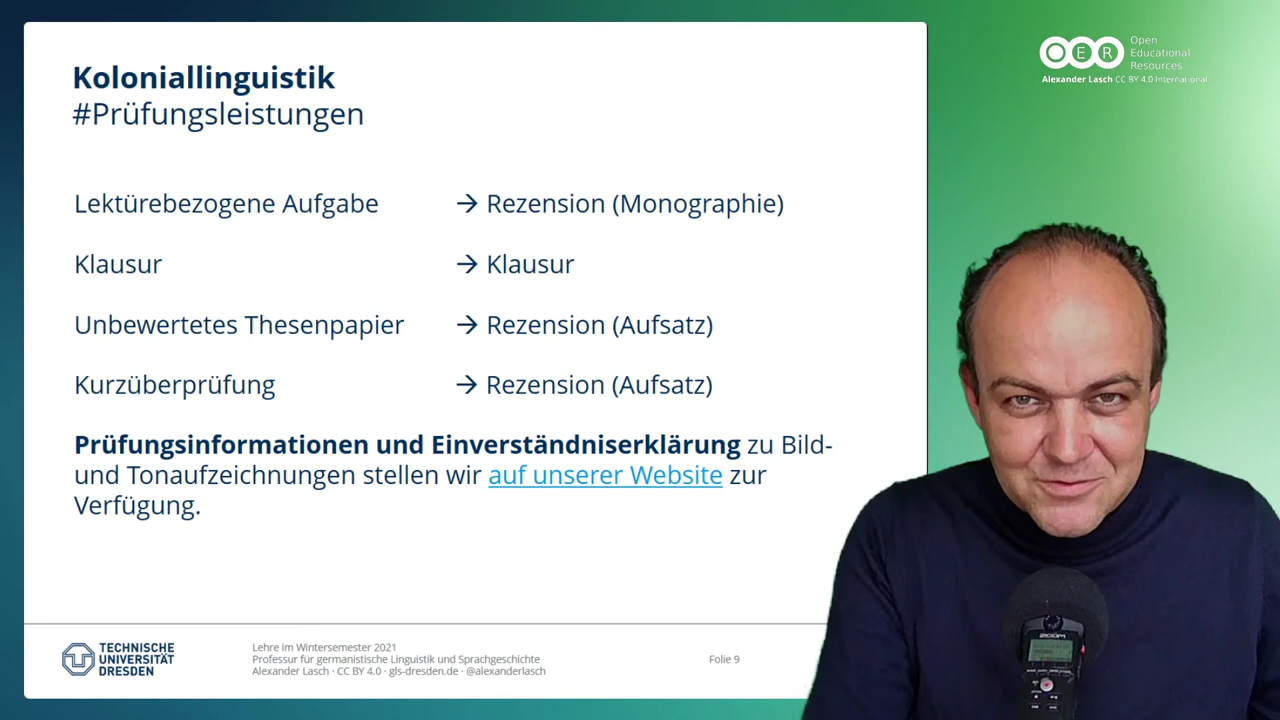 Koloniallinguistik
#Prüfungsleistungen
Lektürebezogene Aufgabe → Rezension (Monographie)
Klausur → Klausur
Unbewertetes Thesenpapier → Rezension (Aufsatz)
Kurzüberprüfung → Rezension (Aufsatz)
Prüfungsinformationen und Einverständniserklärung zu Bild-
und Tonaufzeichnungen stellen wir auf unserer Website zur
Verfügung.
TECHNISCHE
UNIVERSITÄT
DRESDEN
Lehre im Wintersemester 2021
Professur für germanistische Linguistik und Sprachgeschichte
Alexander Lasch · CC BY 4.0 · gls-dresden.de · @alexanderlasch
Folie 9
OER
Open
Educational
Resources
Alexander Lasch CC BY 4.0 International
zoom